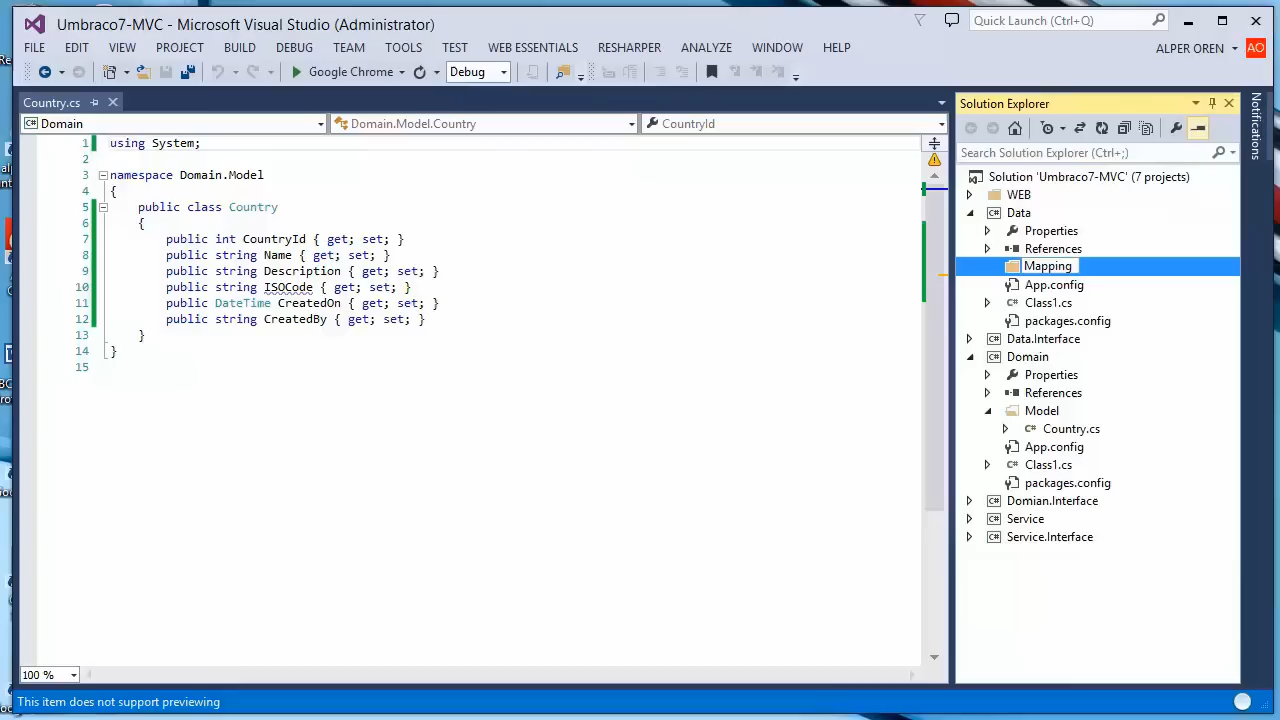 Umbraco7-MVC - Microsoft Visual Studio (Administrator)
Quick Launch (Ctrl+Q)
FILE EDIT VIEW PROJECT BUILD DEBUG TEAM TOOLS TEST WEB ESSENTIALS RESHARPER ANALYZE WINDOW HELP
ALPER OREN AO
Google Chrome Debug
Country.cs
Domain Domain.Model.Country CountryId
1 using System;
2
3 namespace Domain.Model
4 {
5 public class Country
6 {
7 public int CountryId { get; set; }
8 public string Name { get; set; }
9 public string Description { get; set; }
10 public string ISOCode { get; set; }
11 public DateTime CreatedOn { get; set; }
12 public string CreatedBy { get; set; }
13 }
14 }
15
100 %
Solution Explorer
Search Solution Explorer (Ctrl+;)
Solution 'Umbraco7-MVC' (7 projects)
WEB
Data
Properties
References
Mapping
App.config
Class1.cs
packages.config
Data.Interface
Domain
Properties
References
Model
Country.cs
App.config
Class1.cs
packages.config
Domian.Interface
Service
Service.Interface
Notifications
This item does not support previewing